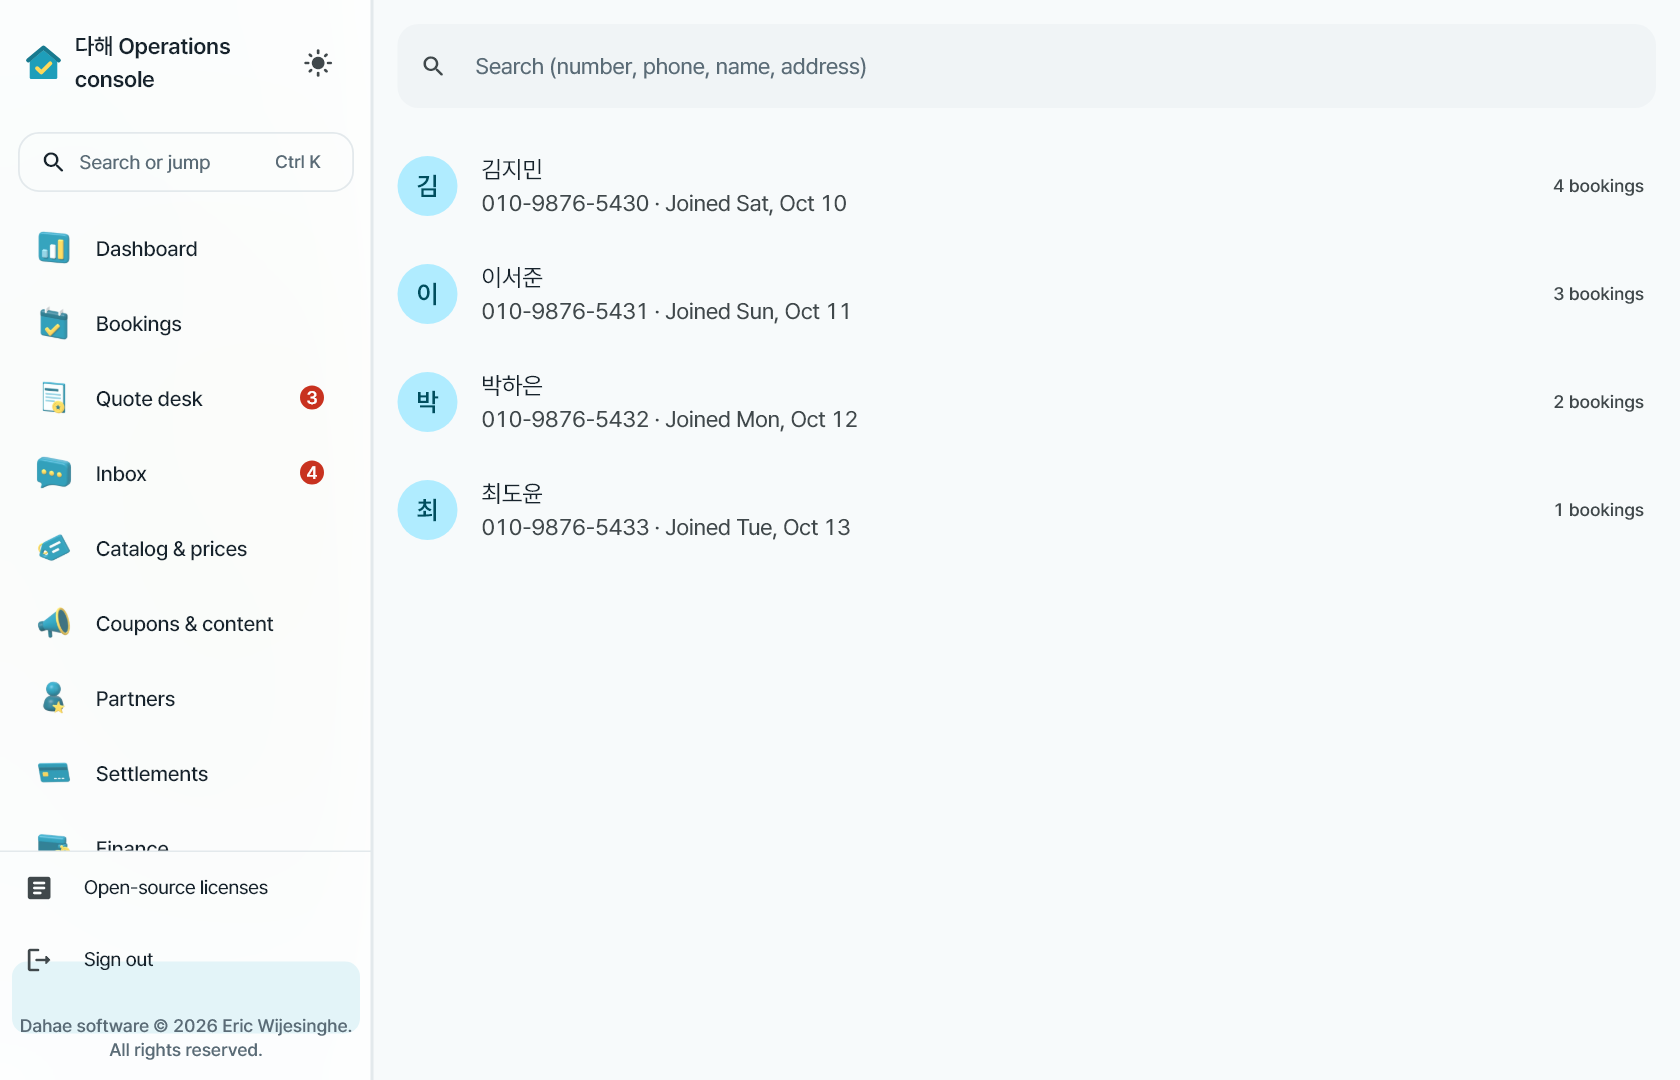 다해 Operations
console
Search or jump
Ctrl K
Dashboard
Bookings
Quote desk
3
Inbox
4
Catalog & prices
Coupons & content
Partners
Settlements
Finance
Open-source licenses
Sign out
Dahae software © 2026 Eric Wijesinghe.
All rights reserved.
Search (number, phone, name, address)
김
김지민
010-9876-5430 · Joined Sat, Oct 10
4 bookings
이
이서준
010-9876-5431 · Joined Sun, Oct 11
3 bookings
박
박하은
010-9876-5432 · Joined Mon, Oct 12
2 bookings
최
최도윤
010-9876-5433 · Joined Tue, Oct 13
1 bookings